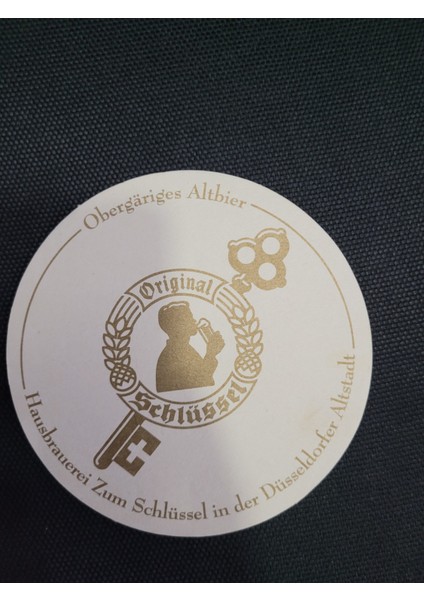 Obergäriges Altbier
Original
Schlüssel
Hausbrauerei Zum Schlüssel in der Düsseldorfer Altstadt